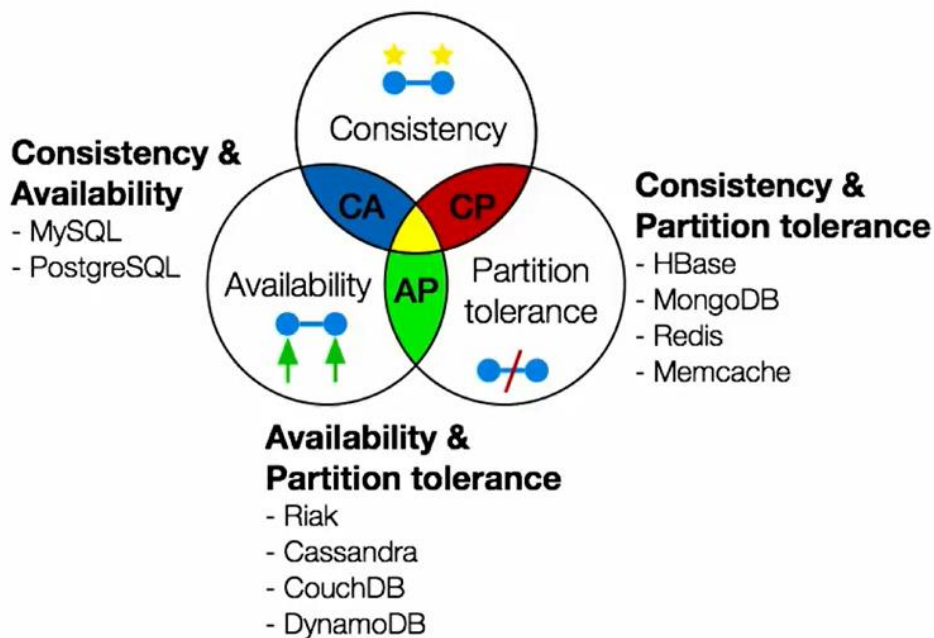 Consistency
Consistency &
Availability
- MySQL
- PostgreSQL
CA
CP
Consistency &
Partition tolerance
- HBase
- MongoDB
- Redis
- Memcache
Availability
AP
Partition
tolerance
Availability &
Partition tolerance
- Riak
- Cassandra
- CouchDB
- DynamoDB